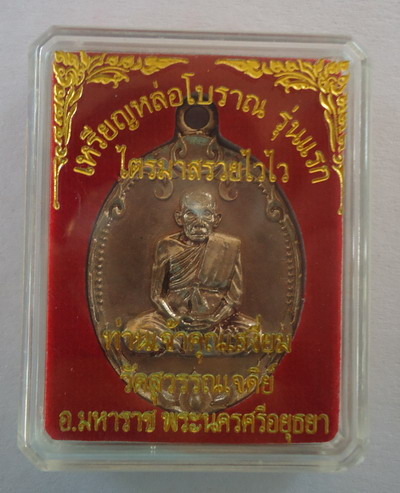 เหรียญหล่อโบราณ รุ่นแรก
ไตรมาสรวยไวไว
ท่านเจ้าคุณเสงี่ยม
วัดสุวรรณเจดีย์
อ.มหาราช พระนครศรีอยุธยา